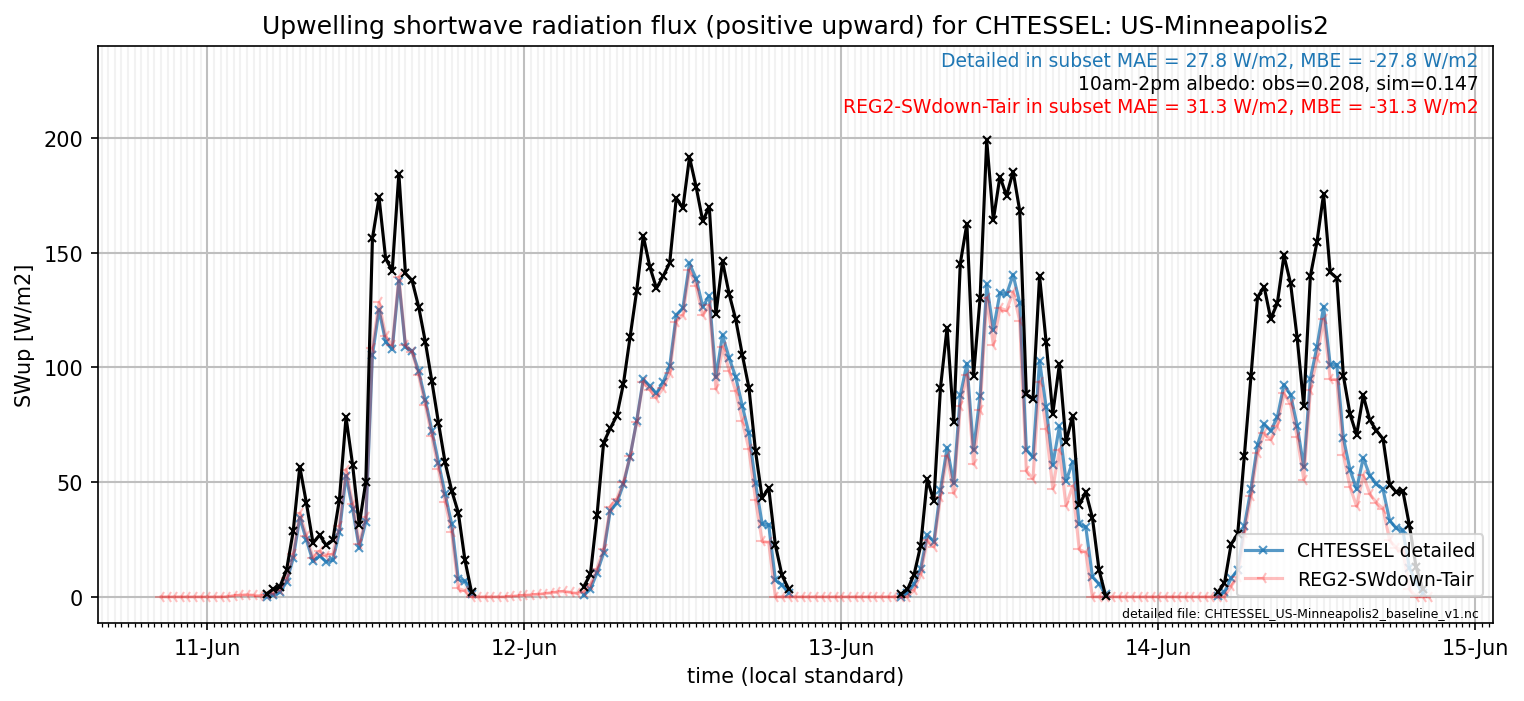 Upwelling shortwave radiation flux (positive upward) for CHTESSEL: US-Minneapolis2
Detailed in subset MAE = 27.8 W/m2, MBE = -27.8 W/m2
10am-2pm albedo: obs=0.208, sim=0.147
REG2-SWdown-Tair in subset MAE = 31.3 W/m2, MBE = -31.3 W/m2
SWup [W/m2]
200
150
100
50
0
CHTESSEL detailed
REG2-SWdown-Tair
detailed file: CHTESSEL_US-Minneapolis2_baseline_v1.nc
11-Jun
12-Jun
13-Jun
14-Jun
15-Jun
time (local standard)